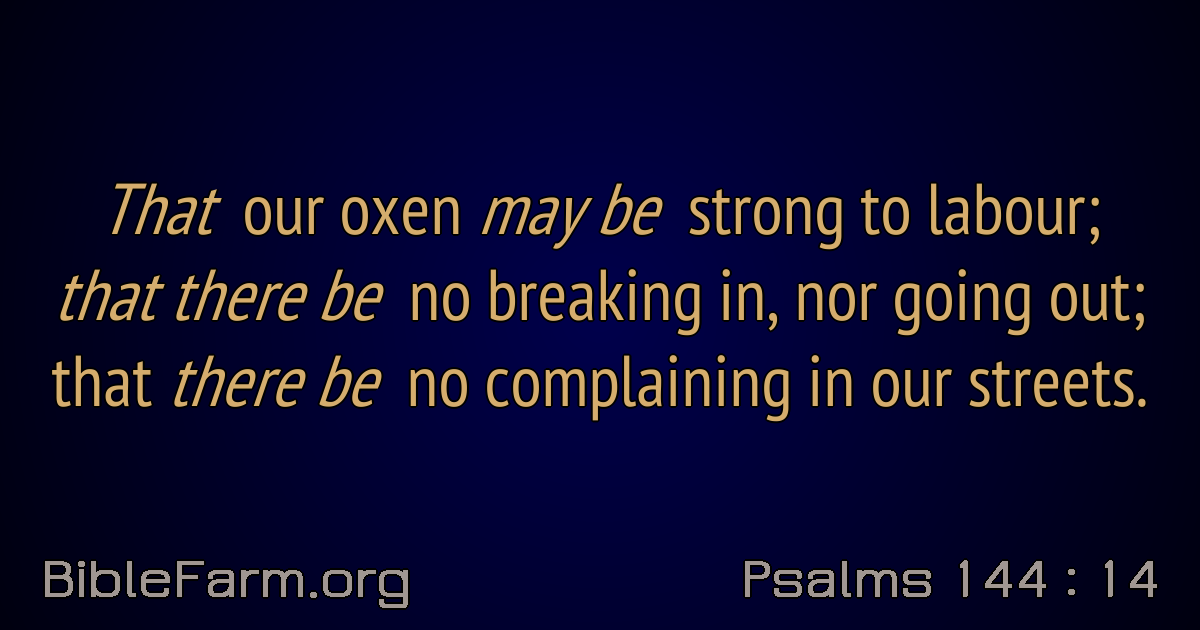 That our oxen may be strong to labour;
that there be no breaking in, nor going out;
that there be no complaining in our streets.
BibleFarm.org
Psalms 144 : 14